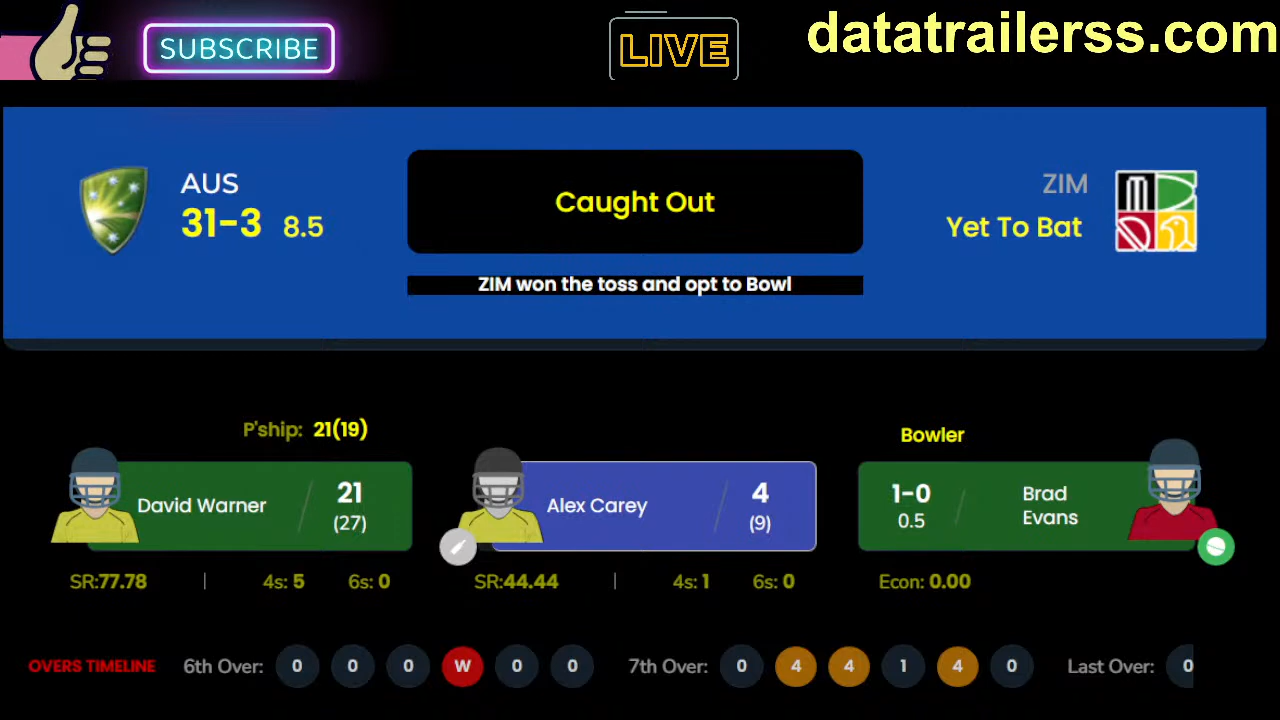 SUBSCRIBE
LIVE
datatrailerss.com
AUS
31-3 8.5
Caught Out
ZIM
Yet To Bat
ZIM won the toss and opt to Bowl
P'ship: 21(19)
David Warner
21
(27)
SR:77.78 | 4s: 5 6s: 0
Alex Carey
4
(9)
SR:44.44 | 4s: 1 6s: 0
Bowler
1-0
0.5
Brad
Evans
Econ: 0.00
OVERS TIMELINE 6th Over: 0 0 0 W 0 0 7th Over: 0 4 4 1 4 0 Last Over: 0